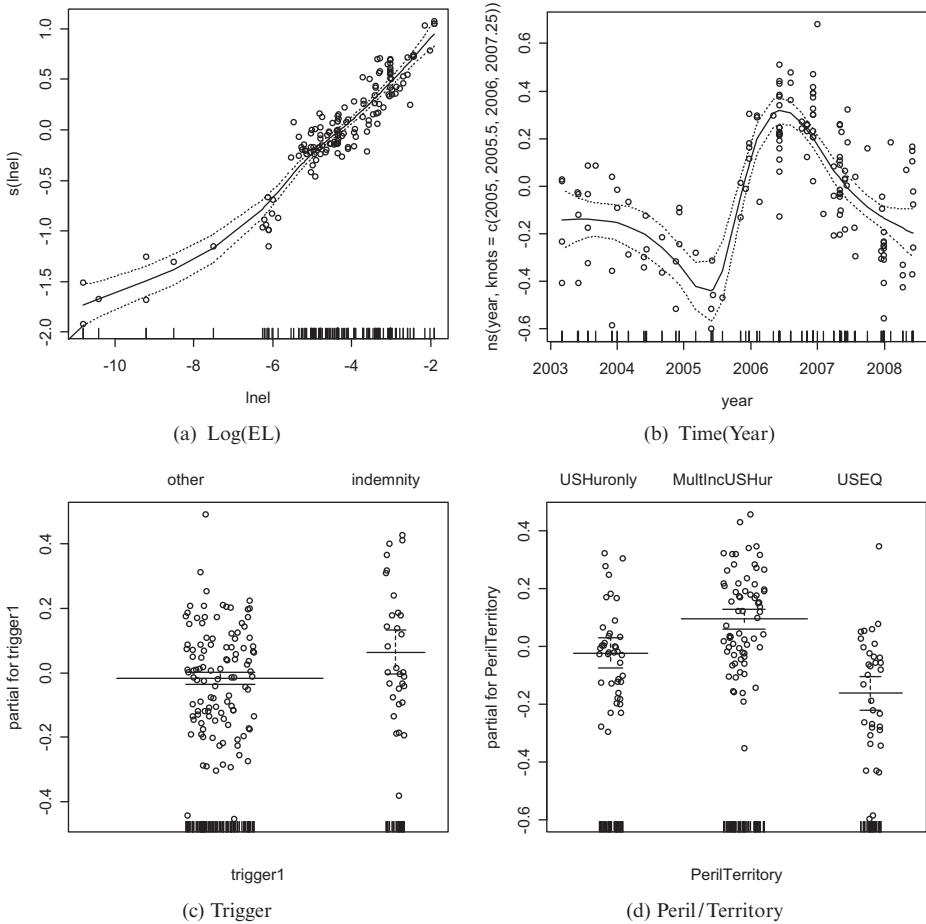 s(lnel)
1.0
0.5
0.0
-0.5
-1.0
-1.5
-2.0
-10
-8
-6
-4
-2
lnel
(a) Log(EL)
ns(year, knots = c(2005, 2005.5, 2006, 2007.25))
0.6
0.4
0.2
0.0
-0.2
-0.4
-0.6
2003
2004
2005
2006
2007
2008
year
(b) Time(Year)
other
indemnity
partial for trigger1
0.4
0.2
0.0
-0.2
-0.4
trigger1
(c) Trigger
USHuronly
MultIncUSHur
USEQ
partial for PerilTerritory
0.4
0.2
0.0
-0.2
-0.4
-0.6
PerilTerritory
(d) Peril/Territory